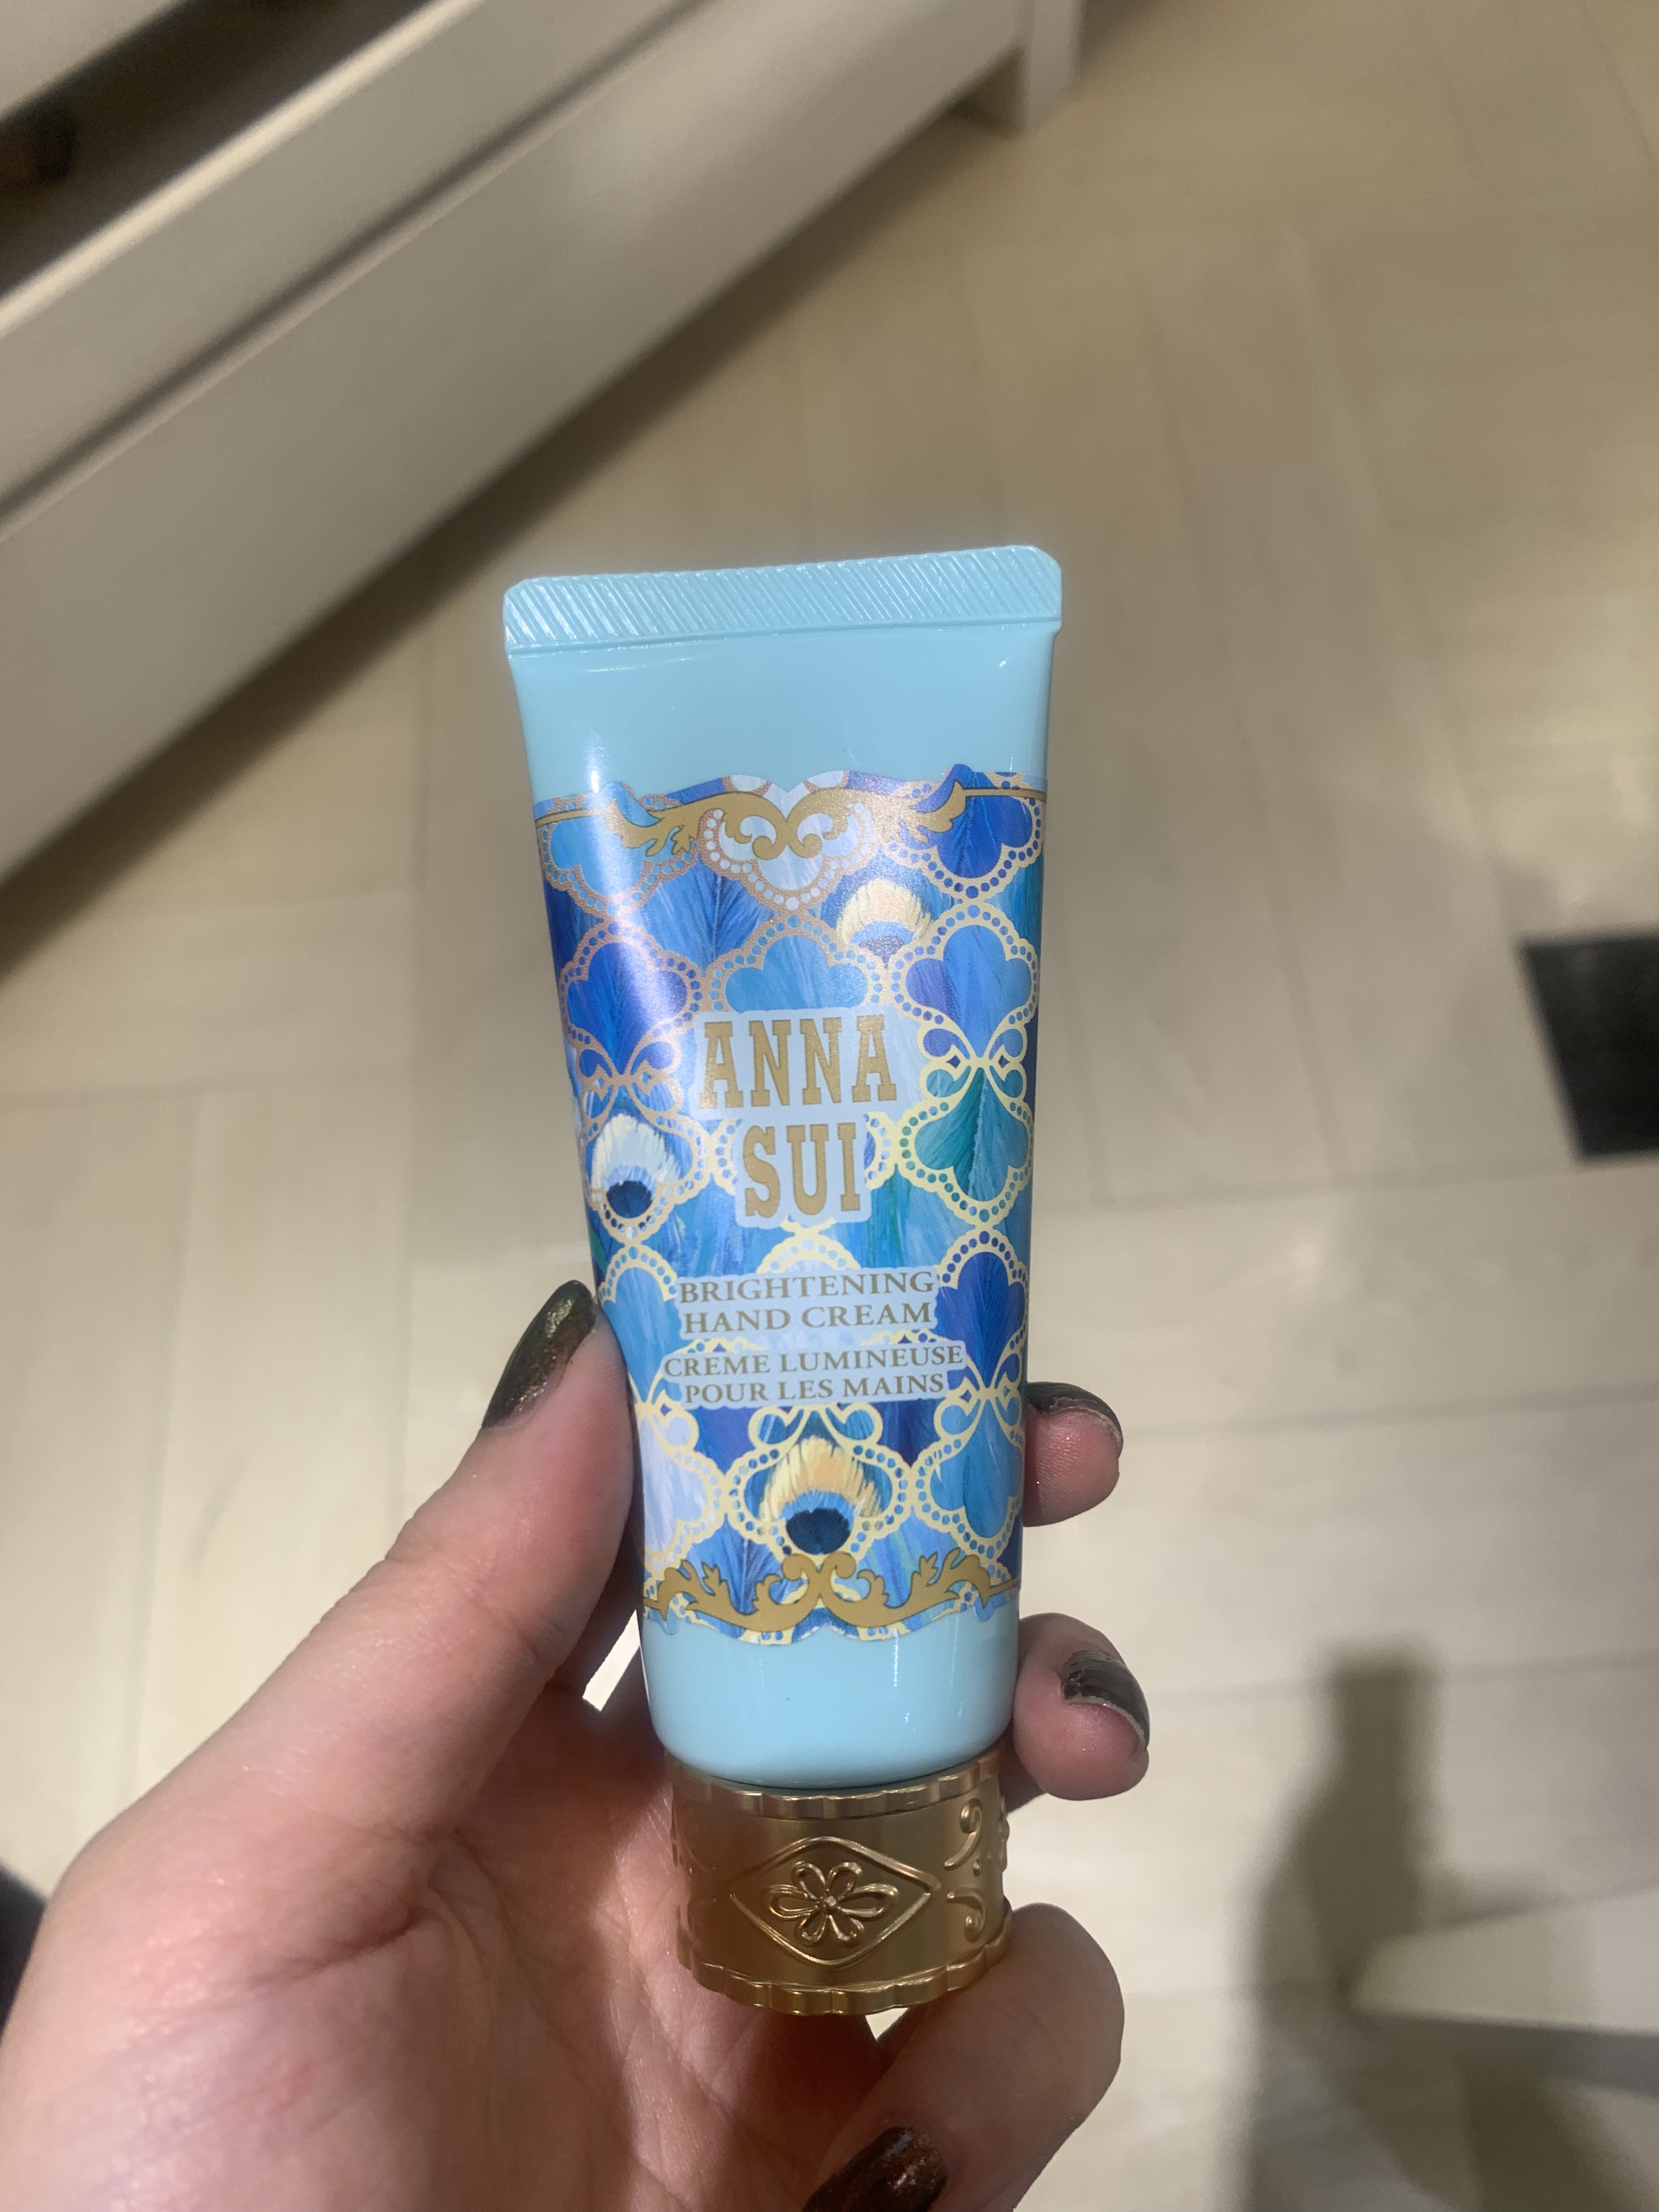 ANNA
SUI
BRIGHTENING
HAND CREAM
CREME LUMINEUSE
POUR LES MAINS